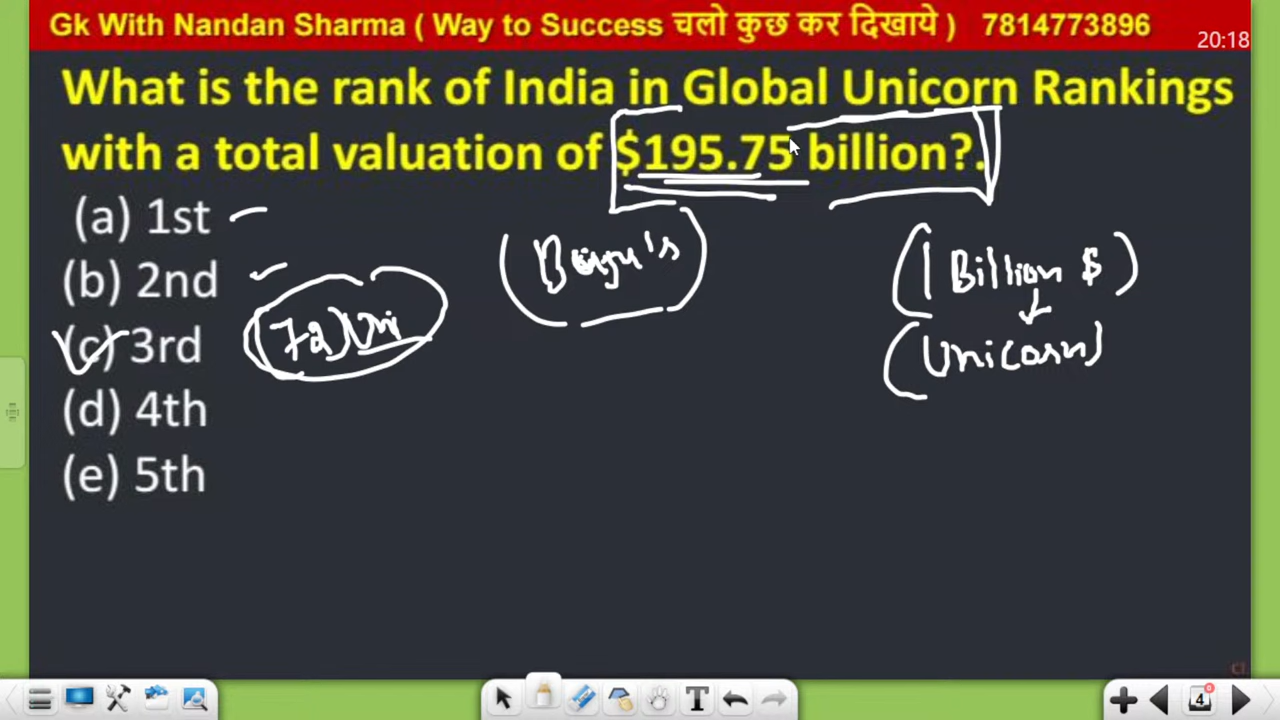 Gk With Nandan Sharma ( Way to Success चलो कुछ कर दिखाये ) 7814773896
20:18
What is the rank of India in Global Unicorn Rankings
with a total valuation of $195.75 billion?.
(a) 1st
(b) 2nd
(c) 3rd
(d) 4th
(e) 5th
(1 Billion $)
(Unicorn)
72) Uni
4